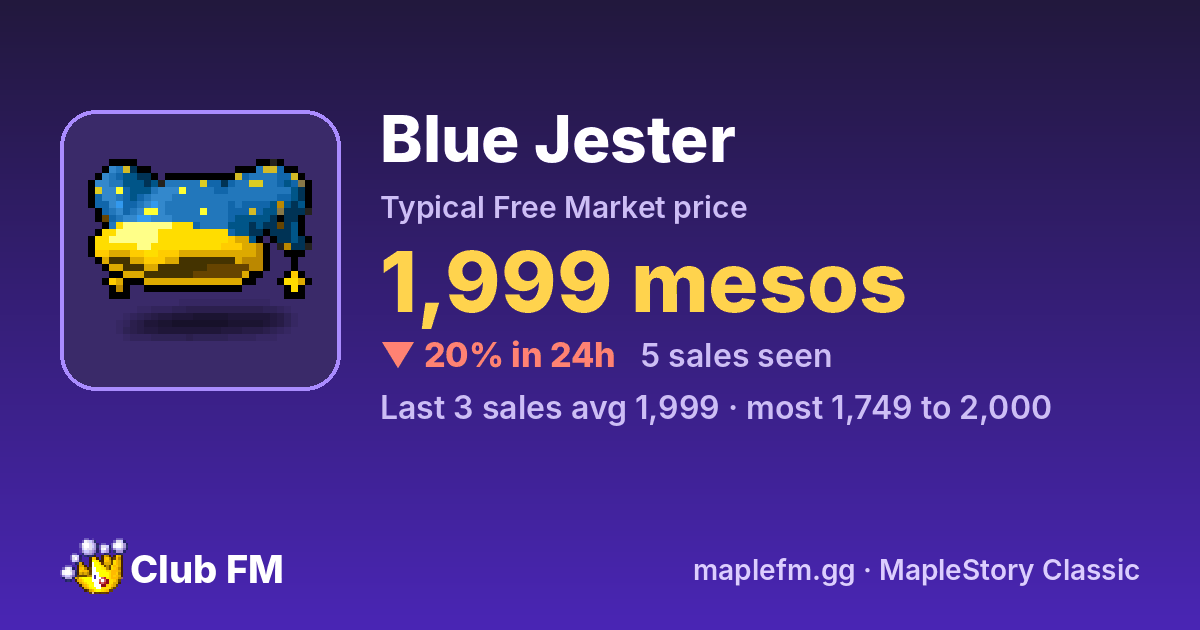 Blue Jester
Typical Free Market price
1,999 mesos
▼ 20% in 24h 5 sales seen
Last 3 sales avg 1,999 · most 1,749 to 2,000
Club FM
maplefm.gg · MapleStory Classic